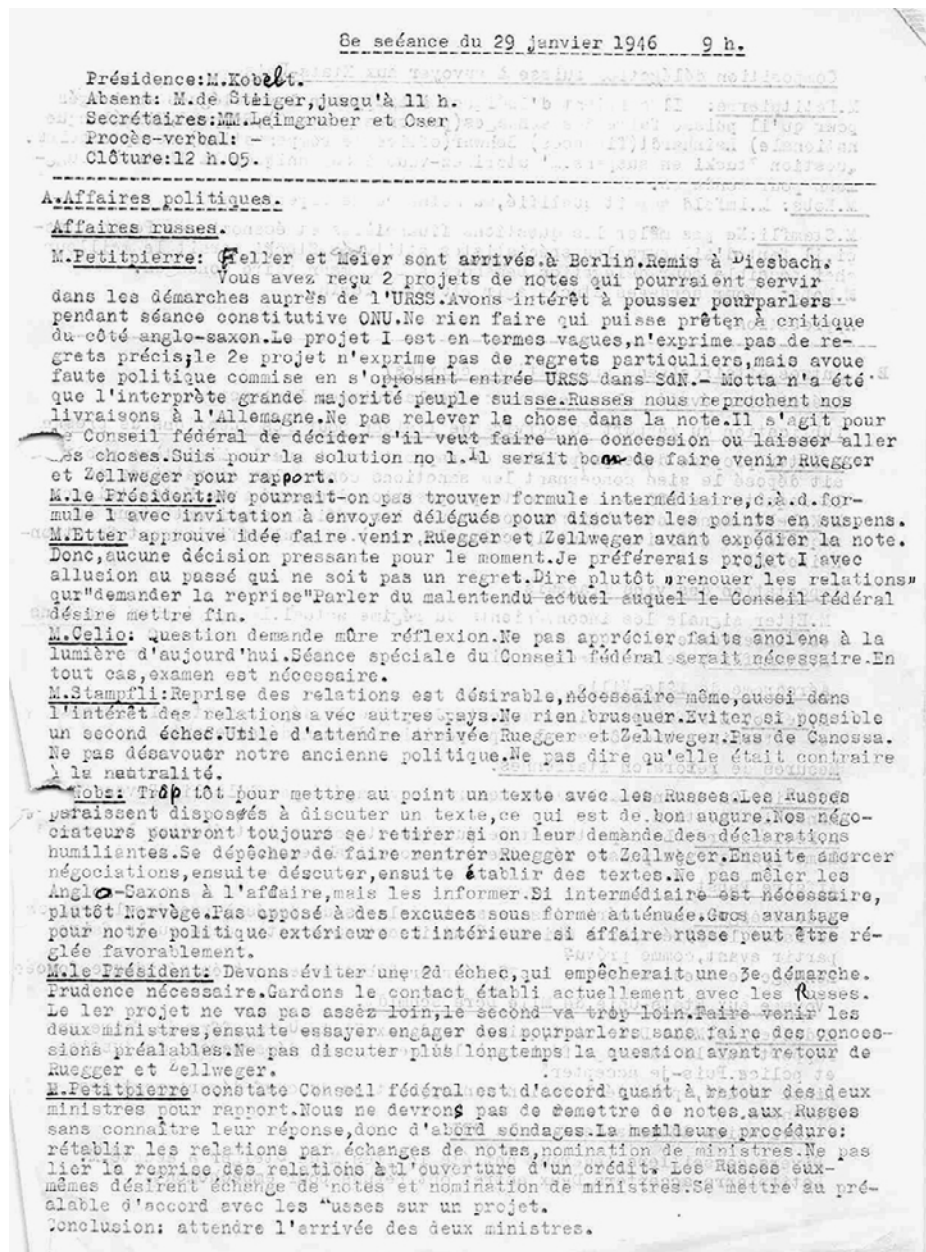 8e seéance du 29 janvier 1946 9 h.
Présidence:M.Kobelt.
Absent: M.de Steiger,jusqu'à 11 h.
Secrétaires:MM.Leimgruber et Oser
Procès-verbal: -
Clôture:12 h.05.
A.Affaires politiques.
Affaires russes.
M.Petitpierre: Feller et Meier sont arrivés.à Berlin.Remis à Diesbach.
Vous avez reçu 2 projets de notes qui pourraient servir
dans les démarches auprès de l'URSS.Avons intérêt à pousser pourparlers
pendant séance constitutive ONU.Ne rien faire qui puisse prêter à critique
du côté anglo-saxon.Le projet I est en termes vagues,n'exprime pas de re-
grets précis;le 2e projet n'exprime pas de regrets particuliers,mais avoue
faute politique commise en s'opposant entrée URSS dans SdN.- Motta n'a été
que l'interprète grande majorité peuple suisse.Russes nous reprochent nos
livraisons à l'Allemagne.Ne pas relever la chose dans la note.Il s'agit pour
le Conseil fédéral de décider s'il veut faire une concession ou laisser aller
les choses.Suis pour la solution no 1.Il serait bon de faire venir Ruegger
et Zellweger pour rapport.
M.le Président:Ne pourrait-on pas trouver formule intermédiaire,c.à.d.for-
mule 1 avec invitation à envoyer délégués pour discuter les points en suspens.
M.Etter approuve idée faire venir Ruegger et Zellweger avant expédier la note.
Donc,aucune décision pressante pour le moment.Je préférerais projet I avec
allusion au passé qui ne soit pas un regret.Dire plutôt "renouer les relations"
qur"demander la reprise"Parler du malentendu actuel auquel le Conseil fédéral
désire mettre fin.
M.Celio: Question demande mûre réflexion.Ne pas apprécier faits anciens à la
lumière d'aujourd'hui.Séance spéciale du Conseil fédéral serait nécessaire.En
tout cas,examen est nécessaire.
M.Stampfli:Reprise des relations est désirable,nécessaire même,aussi dans
l'intérêt des relations avec autres pays.Ne rien brusquer.Eviter si possible
un second échec.Utile d'attendre arrivée Ruegger et Zellweger.Pas de Canossa.
Ne pas désavouer notre ancienne politique.Ne pas dire qu'elle était contraire
à la neutralité.
Nobs: Trop tôt pour mettre au point un texte avec les Russes.Les Russes
paraissent disposés à discuter un texte,ce qui est de bon augure.Nos négo-
ciateurs pourront toujours se retirer si on leur demande des déclarations
humiliantes.Se dépêcher de faire rentrer Ruegger et Zellweger.Ensuite amorcer
négociations,ensuite déscuter,ensuite établir des textes.Ne pas mêler les
Anglo-Saxons à l'affaire,mais les informer.Si intermédiaire est nécessaire,
plutôt Norvège.Pas opposé à des excuses sous forme atténuée.Gros avantage
pour notre politique extérieure et intérieure si affaire russe peut être ré-
glée favorablement.
M.le Président: Devons éviter une 2d échec,qui empêcherait une 3e démarche.
Prudence nécessaire.Gardons le contact établi actuellement avec les Russes.
Le 1er projet ne vas pas assez loin,le second va trop loin.Faire venir les
deux ministres,ensuite essayer engager des pourparlers sans faire des conces-
sions préalables.Ne pas discuter plus longtemps la question avant retour de
Ruegger et Zellweger.
M.Petitpierre constate Conseil fédéral est d'accord quant à retour des deux
ministres pour rapport.Nous ne devrons pas de remettre de notes aux Russes
sans connaître leur réponse,donc d'abord sondages.La meilleure procédure:
rétablir les relations par échanges de notes,nomination de ministres.Ne pas
lier la reprise des relations à l'ouverture d'un crédit. Les Russes eux-
mêmes désirent échange de notes et nomination de ministres.Se mettre au pré-
alable d'accord avec les Russes sur un projet.
Conclusion: attendre l'arrivée des deux ministres.